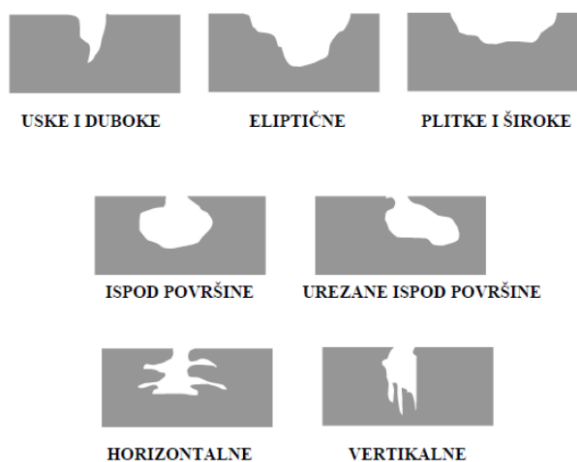 USKE I DUBOKE
ELIPTIČNE
PLITKE I ŠIROKE
ISPOD POVRŠINE
UREZANE ISPOD POVRŠINE
HORIZONTALNE
VERTIKALNE